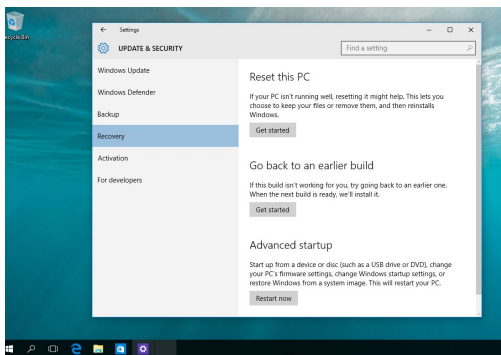 Recycle Bin
Settings
UPDATE & SECURITY
Find a setting
Windows Update
Windows Defender
Backup
Recovery
Activation
For developers
Reset this PC
If your PC isn't running well, resetting it might help. This lets you
choose to keep your files or remove them, and then reinstalls
Windows.
Get started
Go back to an earlier build
If this build isn't working for you, try going back to an earlier one.
When the next build is ready, we'll install it.
Get started
Advanced startup
Start up from a device or disc (such as a USB drive or DVD), change
your PC's firmware settings, change Windows startup settings, or
restore Windows from a system image. This will restart your PC.
Restart now